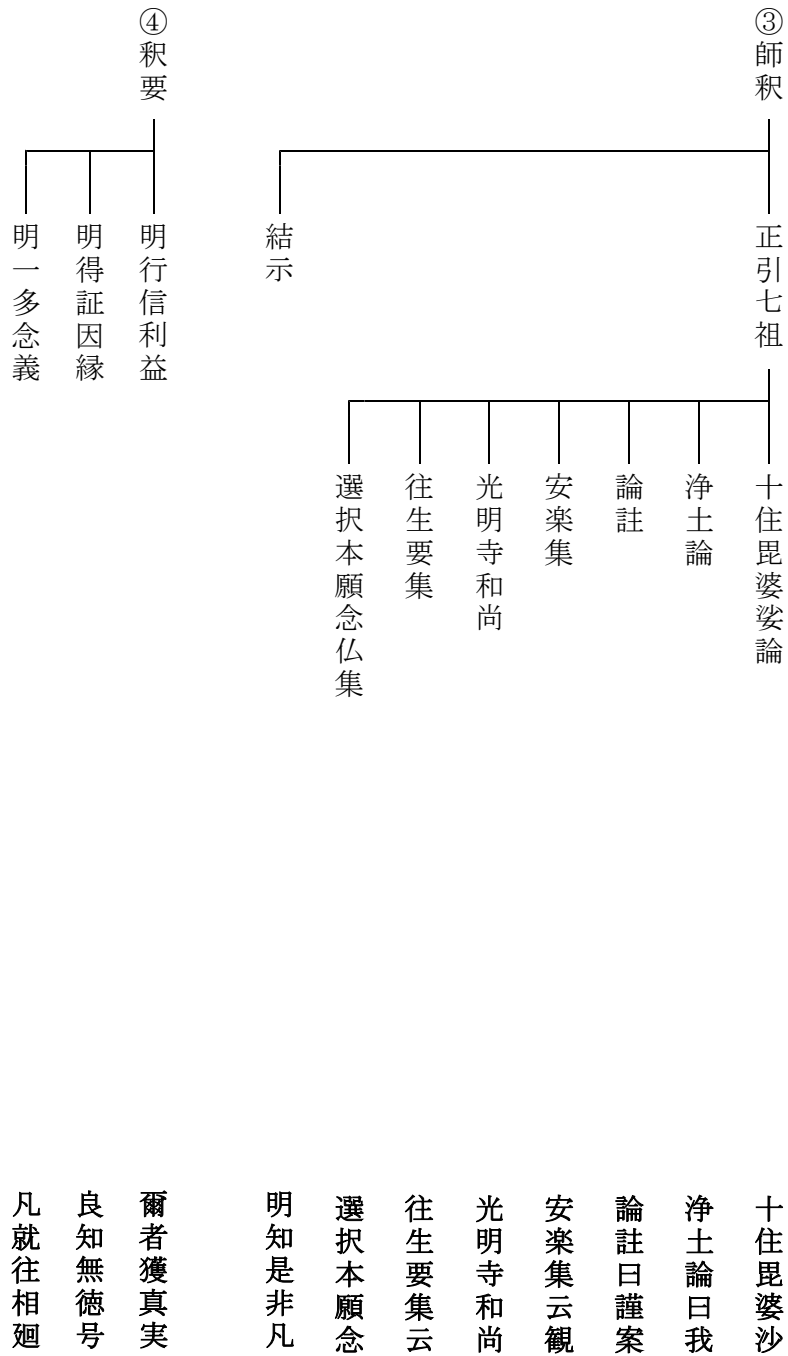 ③師釈
正引七祖
十住毘婆娑論
十住毘婆沙
浄土論
浄土論曰我
論註
論註曰謹案
安楽集
安楽集云観
光明寺和尚
光明寺和尚
往生要集
往生要集云
選択本願念仏集
選択本願念
結示
明知是非凡
④釈要
明行信利益
爾者獲真実
明得証因縁
良知無徳号
明一多念義
凡就往相廻